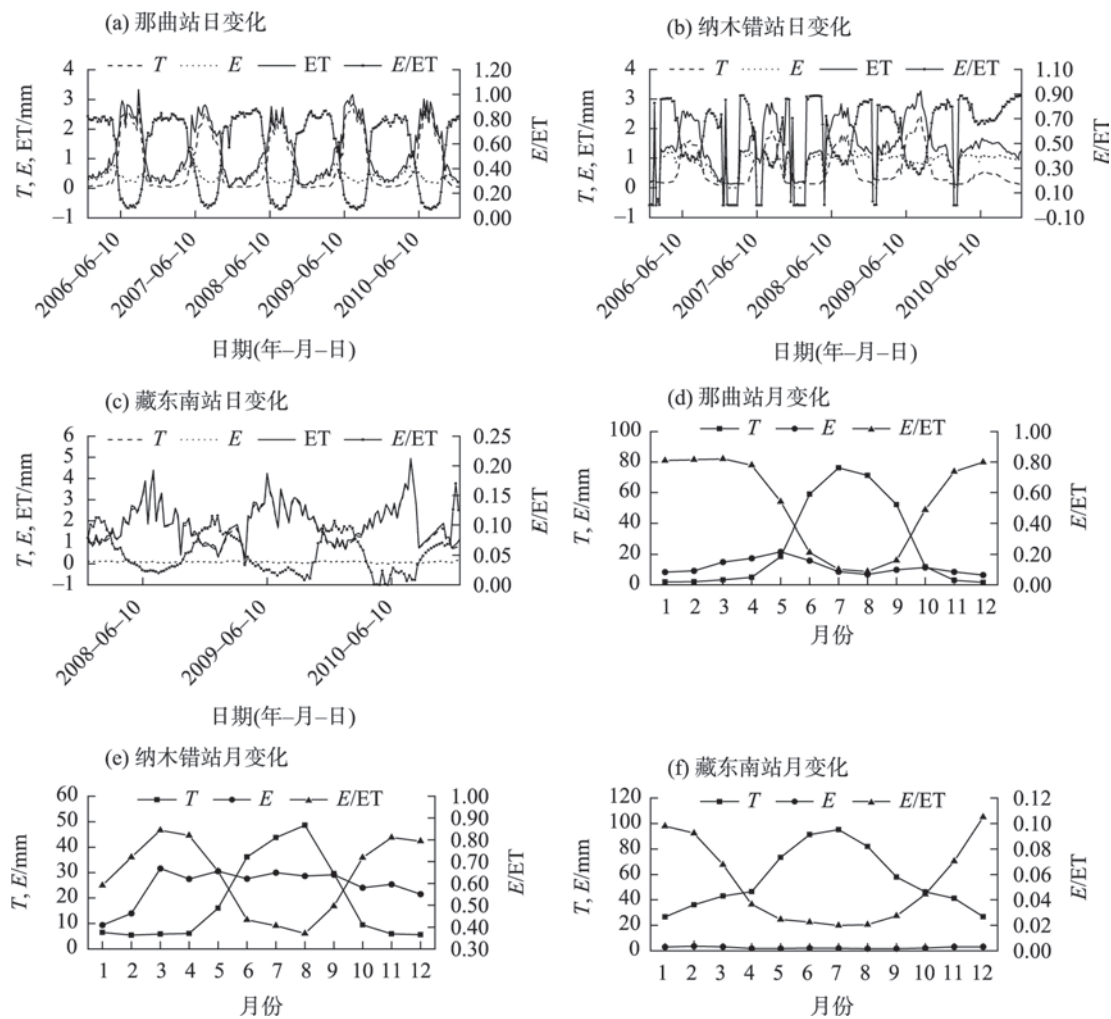 (a) 那曲站日变化
T E ET E/ET
4 3 2 1 0 −1
T, E, ET/mm
1.20 1.00 0.80 0.60 0.40 0.20 0.00
E/ET
2006–06–10 2007–06–10 2008–06–10 2009–06–10 2010–06–10
日期(年–月–日)
(b) 纳木错站日变化
T E ET E/ET
4 3 2 1 0 −1
T, E, ET/mm
1.10 0.90 0.70 0.50 0.30 0.10 −0.10
E/ET
2006–06–10 2007–06–10 2008–06–10 2009–06–10 2010–06–10
日期(年–月–日)
(c) 藏东南站日变化
T E ET E/ET
6 5 4 3 2 1 0 −1
T, E, ET/mm
0.25 0.20 0.15 0.10 0.05 0.00
E/ET
2008–06–10 2009–06–10 2010–06–10
日期(年–月–日)
(d) 那曲站月变化
T E E/ET
100 80 60 40 20 0
T, E/mm
1.00 0.80 0.60 0.40 0.20 0.00
E/ET
1 2 3 4 5 6 7 8 9 10 11 12
月份
(e) 纳木错站月变化
T E E/ET
60 50 40 30 20 10 0
T, E/mm
1.00 0.90 0.80 0.70 0.60 0.50 0.40 0.30
E/ET
1 2 3 4 5 6 7 8 9 10 11 12
月份
(f) 藏东南站月变化
T E E/ET
120 100 80 60 40 20 0
T, E/mm
0.12 0.10 0.08 0.06 0.04 0.02 0.00
E/ET
1 2 3 4 5 6 7 8 9 10 11 12
月份